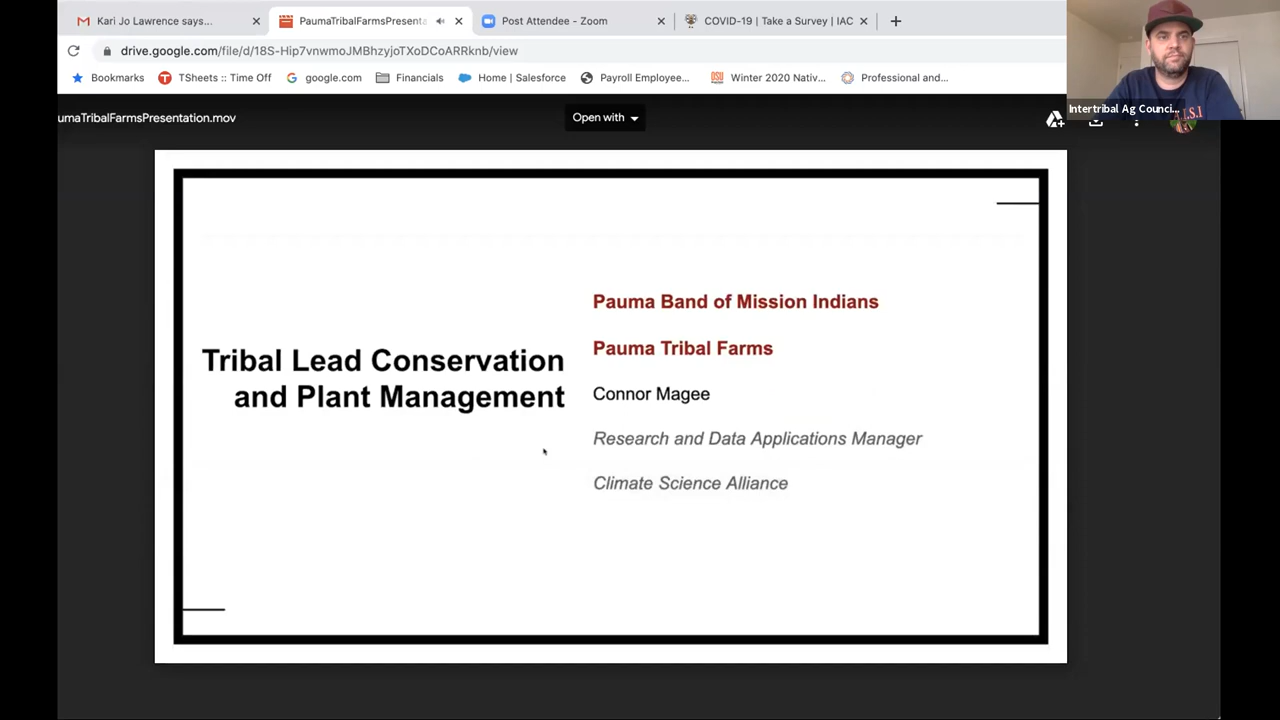 Kari Jo Lawrence says...
PaumaTribalFarmsPresenta
Post Attendee - Zoom
COVID-19 | Take a Survey | IAC
drive.google.com/file/d/18S-Hip7vnwmoJMBhzyjoTXoDCoARRknb/view
Bookmarks
TSheets :: Time Off
google.com
Financials
Home | Salesforce
Payroll Employee...
Winter 2020 Nativ...
Professional and...
Intertribal Ag Counci...
A.I.S.I
umaTribalFarmsPresentation.mov
Open with
Tribal Lead Conservation
and Plant Management
Pauma Band of Mission Indians
Pauma Tribal Farms
Connor Magee
Research and Data Applications Manager
Climate Science Alliance